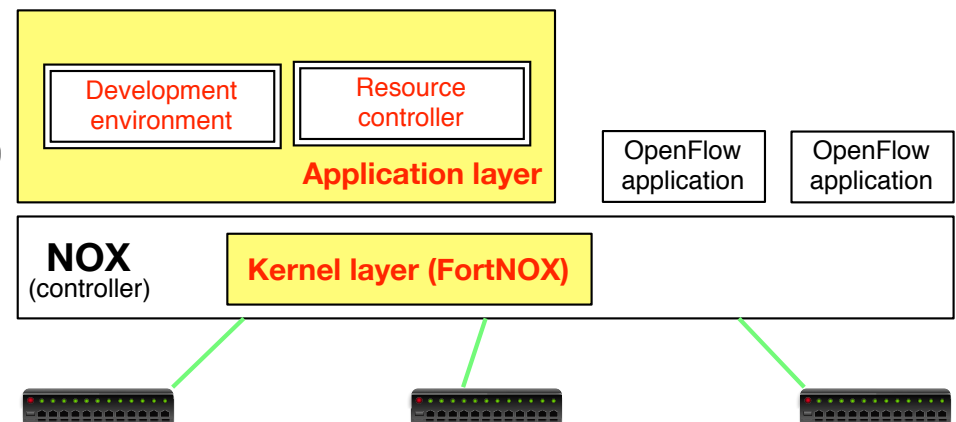 Development
environment
Resource
controller
Application layer
OpenFlow
application
OpenFlow
application
NOX
(controller)
Kernel layer (FortNOX)